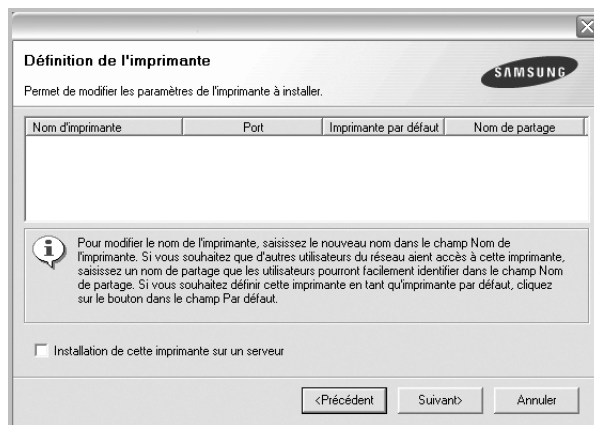 Définition de l'imprimante
SAMSUNG
Permet de modifier les paramètres de l'imprimante à installer.
Nom d'imprimante Port Imprimante par défaut Nom de partage
Pour modifier le nom de l'imprimante, saisissez le nouveau nom dans le champ Nom de
l'imprimante. Si vous souhaitez que d'autres utilisateurs du réseau aient accès à cette imprimante,
saisissez un nom de partage que les utilisateurs pourront facilement identifier dans le champ Nom
de partage. Si vous souhaitez définir cette imprimante en tant qu'imprimante par défaut, cliquez
sur le bouton dans le champ Par défaut.
Installation de cette imprimante sur un serveur
<Précédent Suivant> Annuler